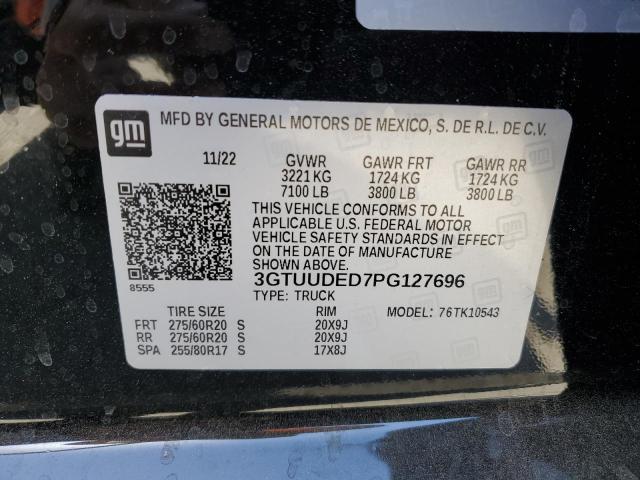 gm
MFD BY GENERAL MOTORS DE MEXICO, S. DE R.L. DE C.V.
11/22 GVWR GAWR FRT GAWR RR
3221 KG 1724 KG 1724 KG
7100 LB 3800 LB 3800 LB
THIS VEHICLE CONFORMS TO ALL
APPLICABLE U.S. FEDERAL MOTOR
VEHICLE SAFETY STANDARDS IN EFFECT
ON THE DATE OF MANUFACTURE
SHOWN ABOVE.
8555
3GTUUDED7PG127696
TYPE: TRUCK MODEL: 76TK10543
TIRE SIZE RIM
FRT 275/60R20 S 20X9J
RR 275/60R20 S 20X9J
SPA 255/80R17 S 17X8J